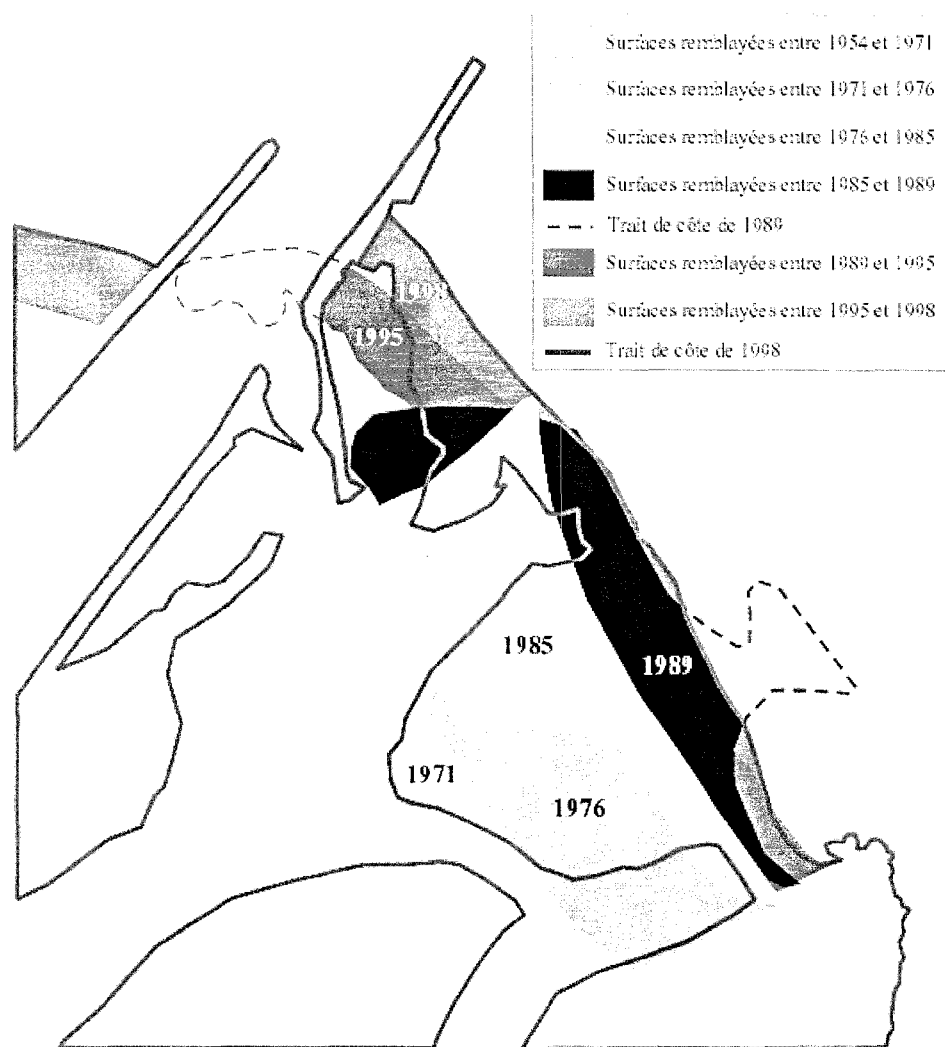 Surfaces remblayées entre 1954 et 1971
Surfaces remblayées entre 1971 et 1976
Surfaces remblayées entre 1976 et 1985
Surfaces remblayées entre 1985 et 1989
Trait de côte de 1989
Surfaces remblayées entre 1989 et 1995
Surfaces remblayées entre 1995 et 1998
Trait de côte de 1998
1995
1985
1989
1971
1976